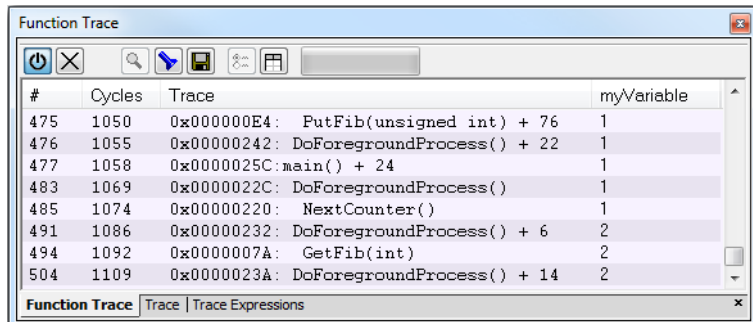 Function Trace
# Cycles Trace myVariable
475 1050 0x000000E4: PutFib(unsigned int) + 76 1
476 1055 0x00000242: DoForegroundProcess() + 22 1
477 1058 0x0000025C:main() + 24 1
483 1069 0x0000022C: DoForegroundProcess() 1
485 1074 0x00000220: NextCounter() 1
491 1086 0x00000232: DoForegroundProcess() + 6 2
494 1092 0x0000007A: GetFib(int) 2
504 1109 0x0000023A: DoForegroundProcess() + 14 2
Function Trace | Trace | Trace Expressions